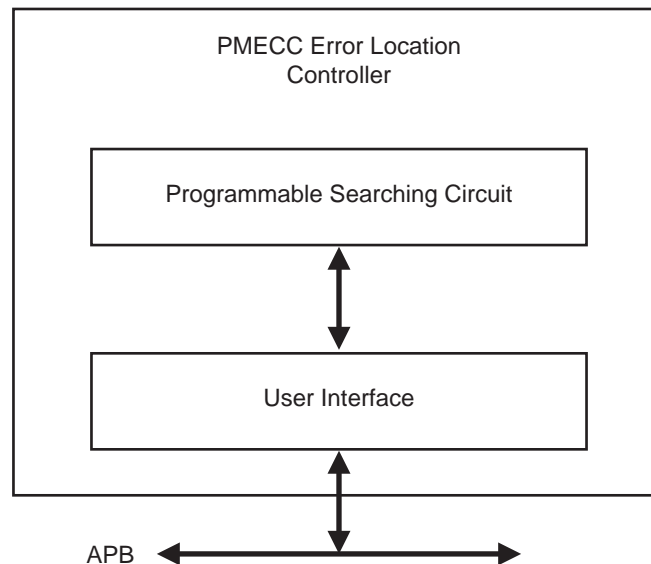 PMECC Error Location
Controller
Programmable Searching Circuit
User Interface
APB